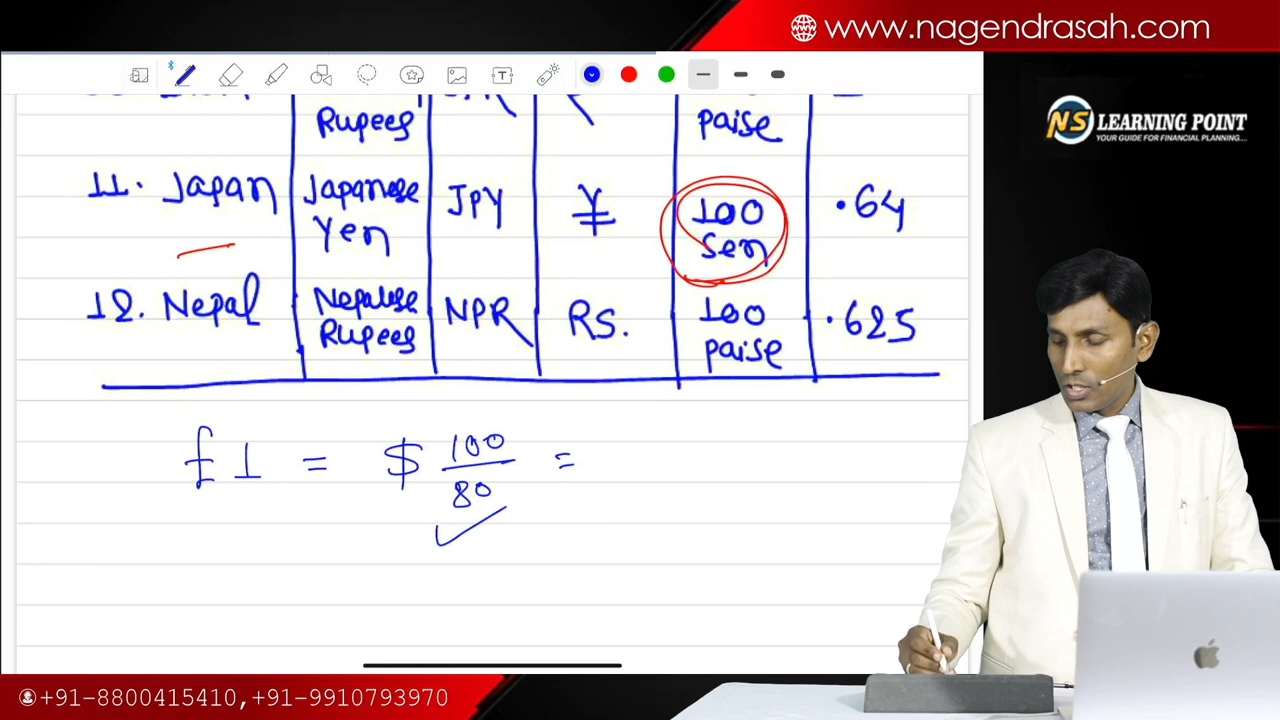 www.nagendrasah.com
NS LEARNING POINT
YOUR GUIDE FOR FINANCIAL PLANNING....
Rupees paise
11. Japan Japanese Yen JPY ¥ 100 Sen .64
12. Nepal Nepalese Rupees NPR RS. 100 paise .625
£ 1 = $ 100/80 =
+91-8800415410,+91-9910793970